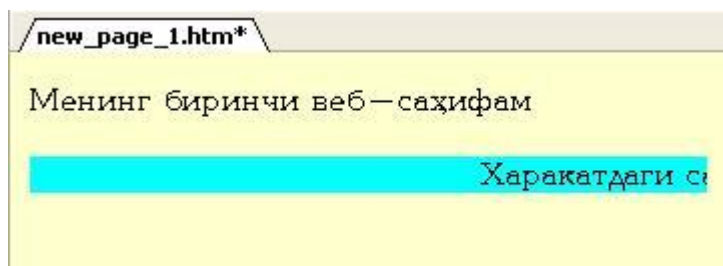 new_page_1.htm*
Менинг биринчи веб–саҳифам
Харакатдаги